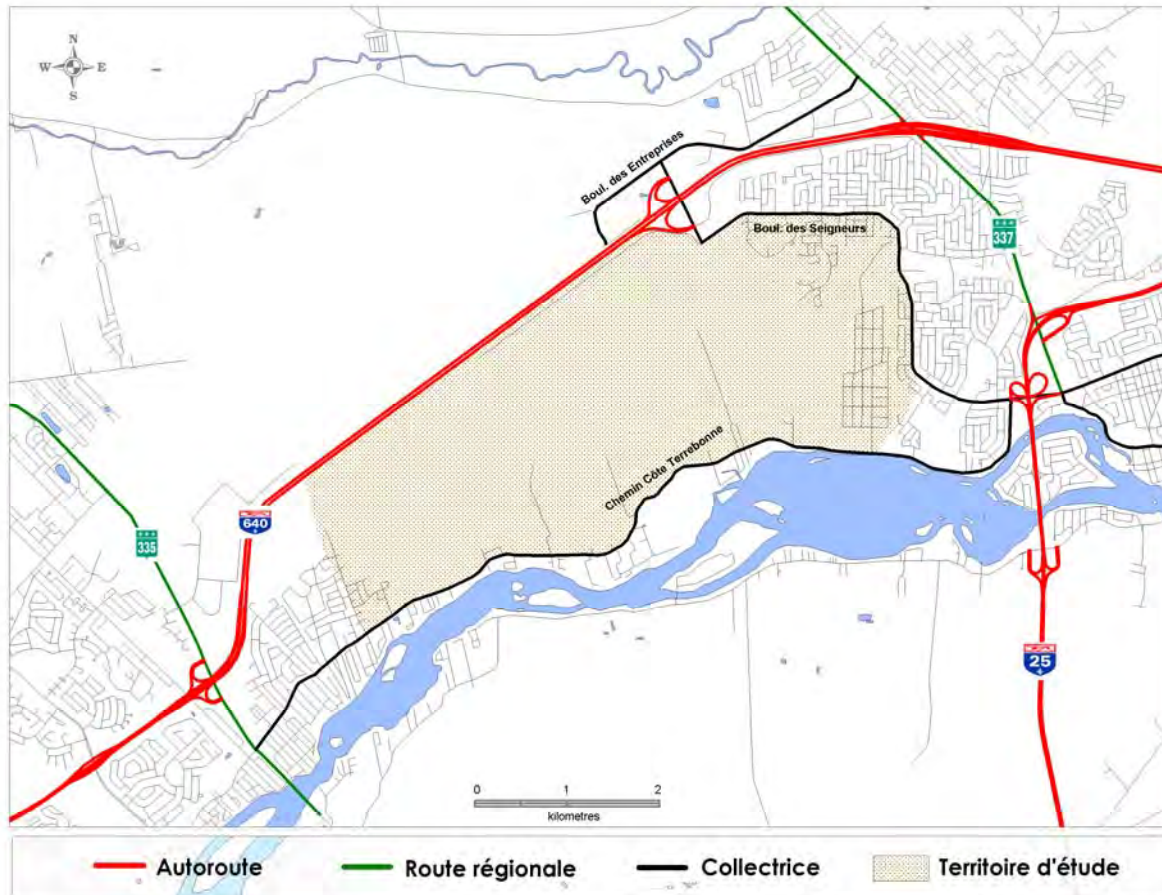 N
W E
S
Boul. des Entreprises
Boul. des Seigneurs
337
Chemin Côte Terrebonne
640
335
25
0 1 2
kilometres
Autoroute
Route régionale
Collectrice
Territoire d'étude